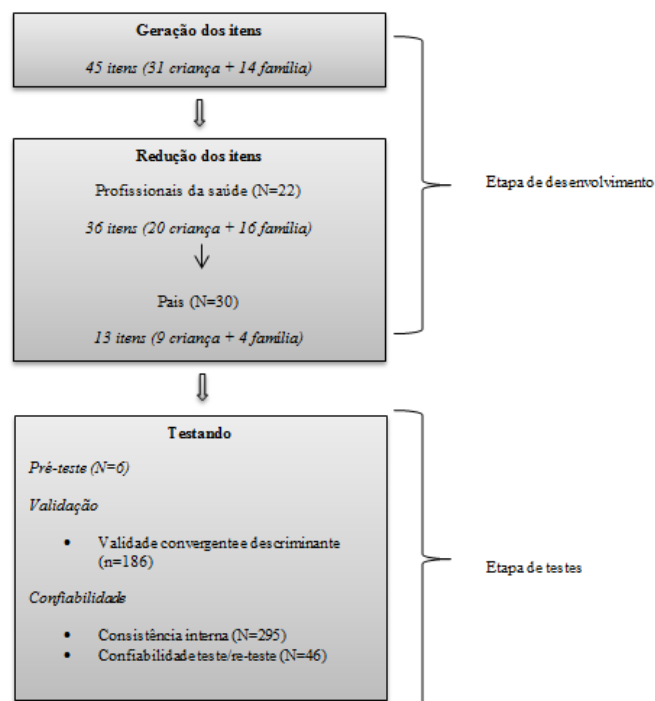 Geração dos itens
45 itens (31 criança + 14 família)
Redução dos itens
Profissionais da saúde (N=22)
36 itens (20 criança + 16 família)
Pais (N=30)
13 itens (9 criança + 4 família)
Etapa de desenvolvimento
Testando
Pré-teste (N=6)
Validação
• Validade convergente e descriminante
(n=186)
Confiabilidade
• Consistência interna (N=295)
• Confiabilidade teste/re-teste (N=46)
Etapa de testes